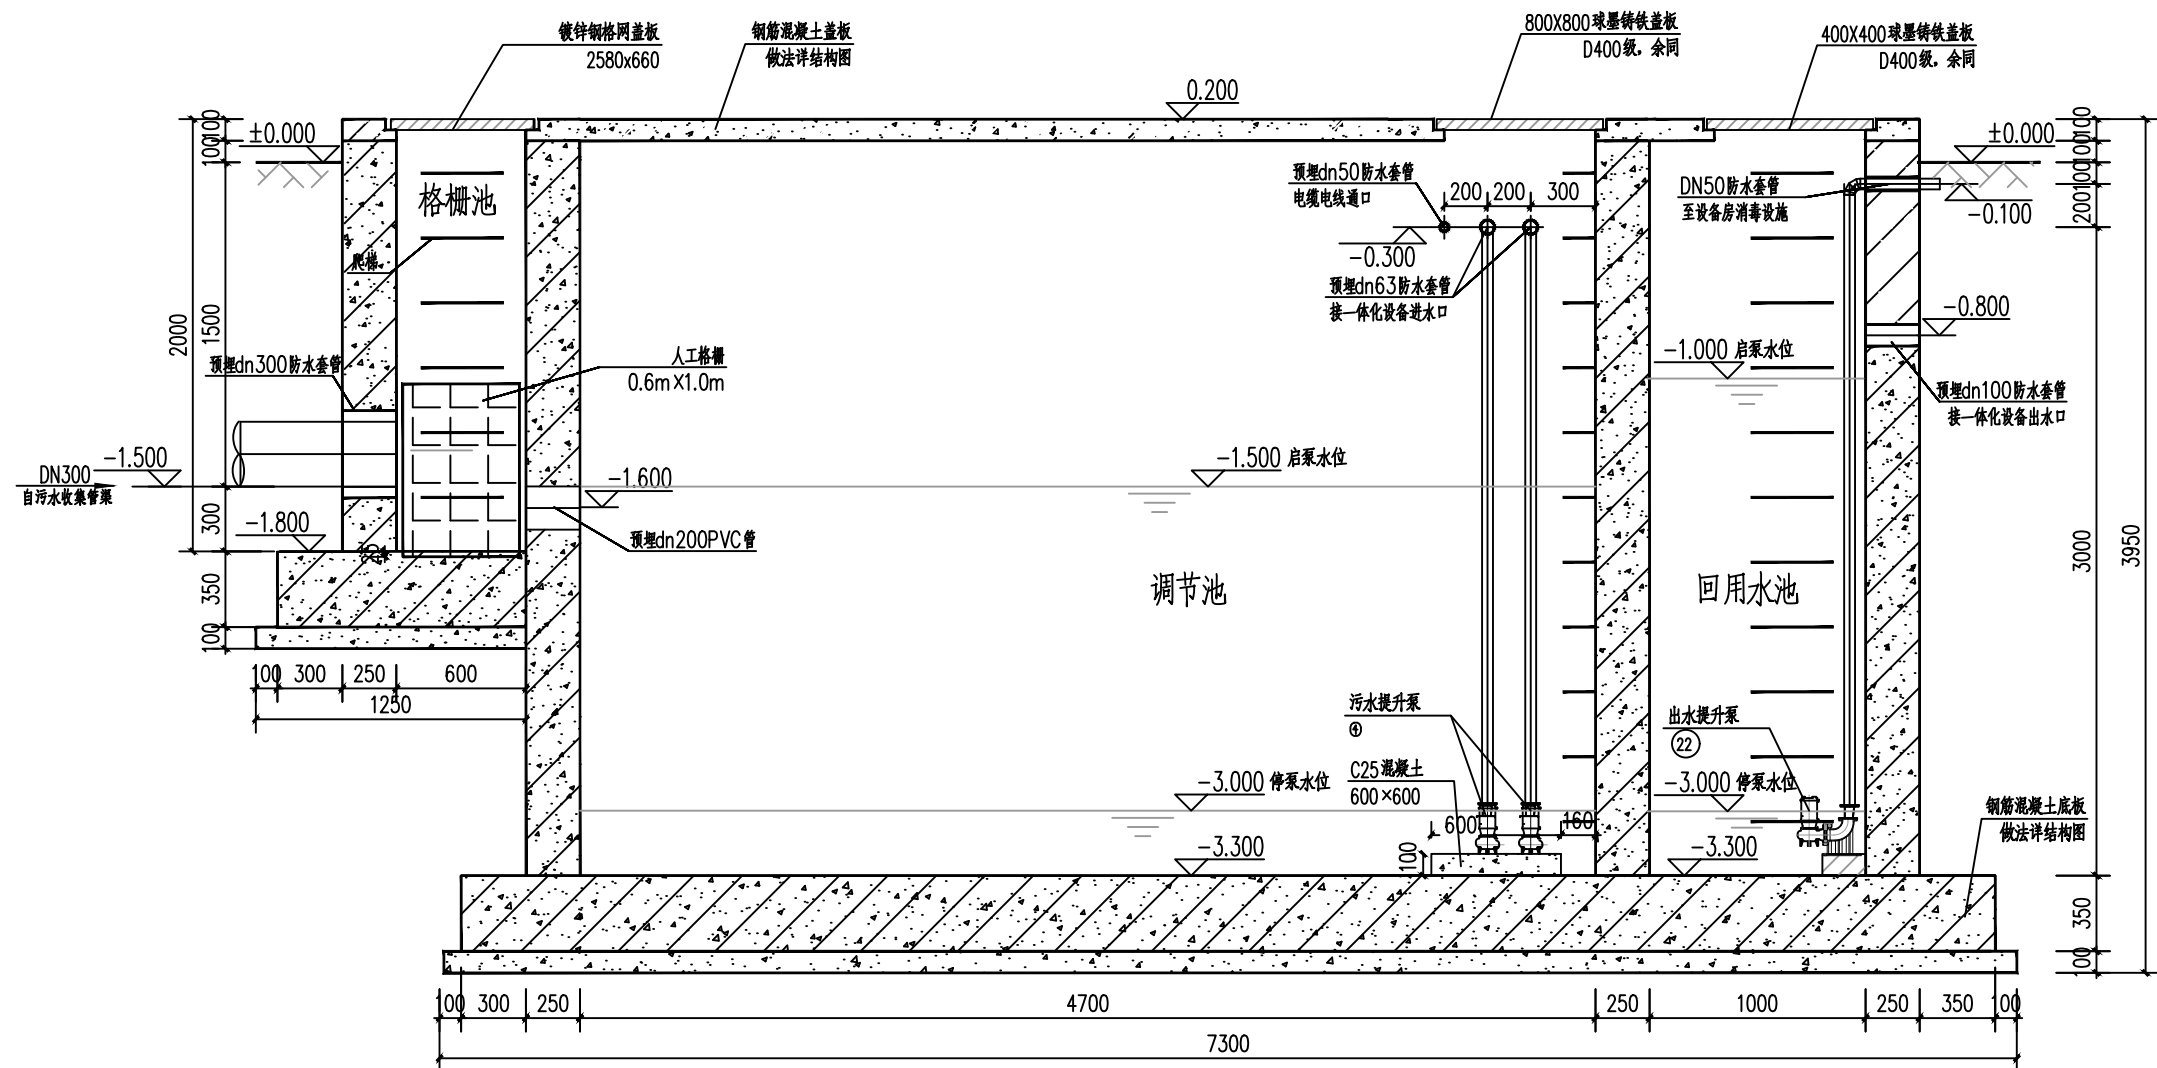 镀锌钢格网盖板
2580x660
钢筋混凝土盖板
做法详结构图
800X800球墨铸铁盖板
D400级，余同
400X400球墨铸铁盖板
D400级，余同
0.200
±0.000
±0.000
100
100
2000
1500
300
350
100
格栅池
爬梯
预埋dn300防水套管
人工格栅
0.6m×1.0m
DN300
自污水收集管渠
-1.500
-1.800
-1.600
预埋dn200PVC管
100
300
250
600
1250
预埋dn50防水套管
电缆电线通口
200
200
300
-0.300
预埋dn63防水套管
接一体化设备进水口
-1.500 启泵水位
调节池
-3.000 停泵水位
-3.300
污水提升泵
④
C25混凝土
600×600
600
160
100
DN50防水套管
至设备房消毒设施
-0.100
-0.800
预埋dn100防水套管
接一体化设备出水口
-1.000 启泵水位
回用水池
出水提升泵
22
-3.000 停泵水位
-3.300
钢筋混凝土底板
做法详结构图
100
100
100
200
3000
350
100
3950
100
300
250
4700
250
1000
250
350
100
7300